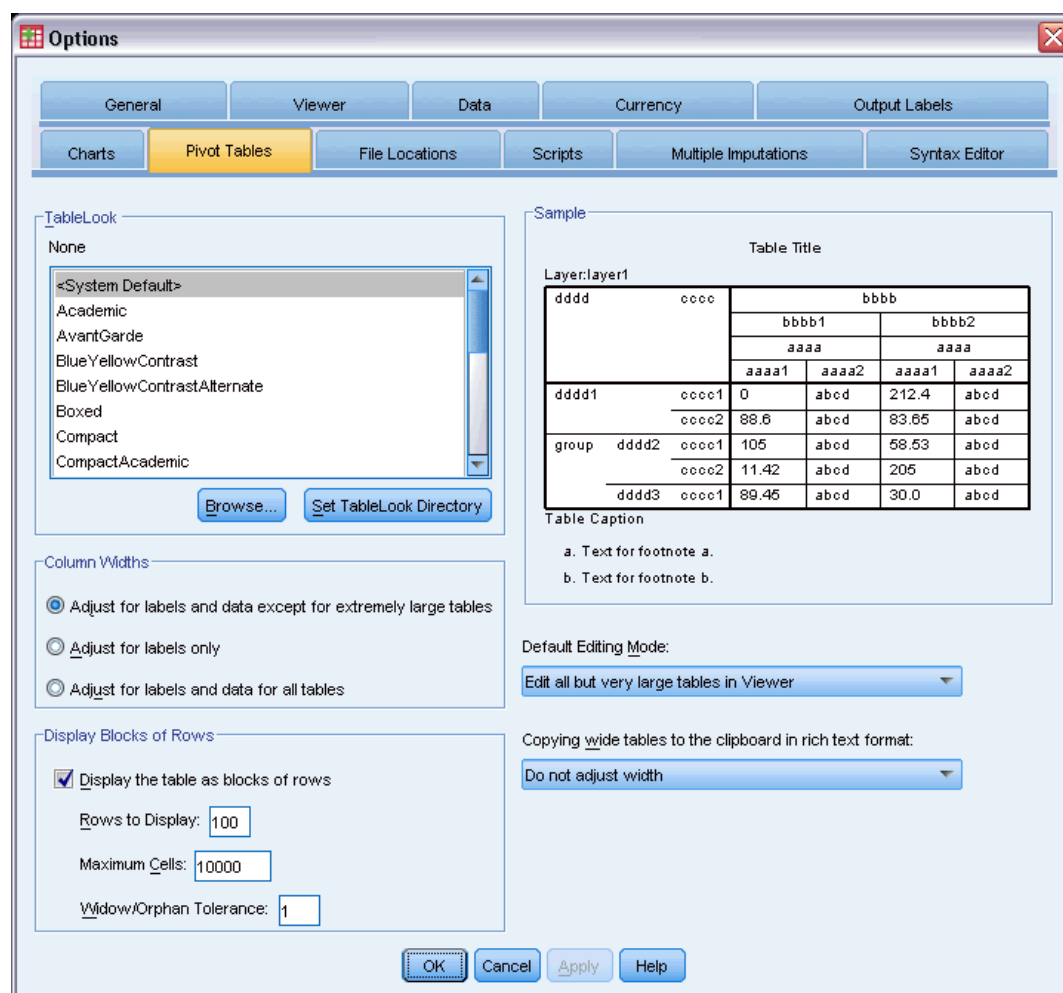 Options
General Viewer Data Currency Output Labels
Charts Pivot Tables File Locations Scripts Multiple Imputations Syntax Editor
TableLook
None
<System Default>
Academic
AvantGarde
BlueYellowContrast
BlueYellowContrastAlternate
Boxed
Compact
CompactAcademic
Browse... Set TableLook Directory
Column Widths
Adjust for labels and data except for extremely large tables
Adjust for labels only
Adjust for labels and data for all tables
Display Blocks of Rows
Display the table as blocks of rows
Rows to Display: 100
Maximum Cells: 10000
Widow/Orphan Tolerance: 1
Sample
Table Title
Layer:layer1
dddd cccc bbbb
bbbb1 bbbb2
aaaa aaaa
aaaa1 aaaa2 aaaa1 aaaa2
dddd1 cccc1 0 abcd 212.4 abcd
cccc2 88.6 abcd 83.65 abcd
group dddd2 cccc1 105 abcd 58.53 abcd
cccc2 11.42 abcd 205 abcd
dddd3 cccc1 89.45 abcd 30.0 abcd
Table Caption
a. Text for footnote a.
b. Text for footnote b.
Default Editing Mode:
Edit all but very large tables in Viewer
Copying wide tables to the clipboard in rich text format:
Do not adjust width
OK Cancel Apply Help